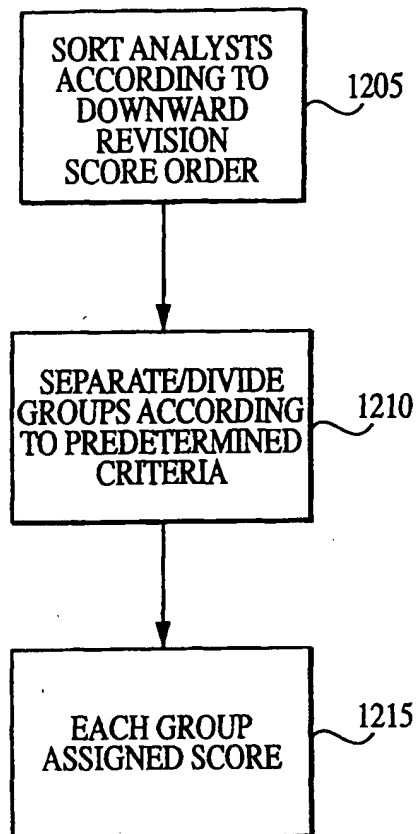 SORT ANALYSTS
ACCORDING TO
DOWNWARD
REVISION
SCORE ORDER
1205
SEPARATE/DIVIDE
GROUPS ACCORDING
TO PREDETERMINED
CRITERIA
1210
EACH GROUP
ASSIGNED SCORE
1215